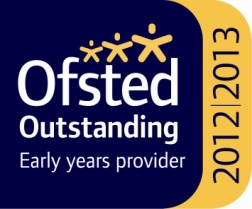 Ofsted
Outstanding
Early years provider
2012|2013